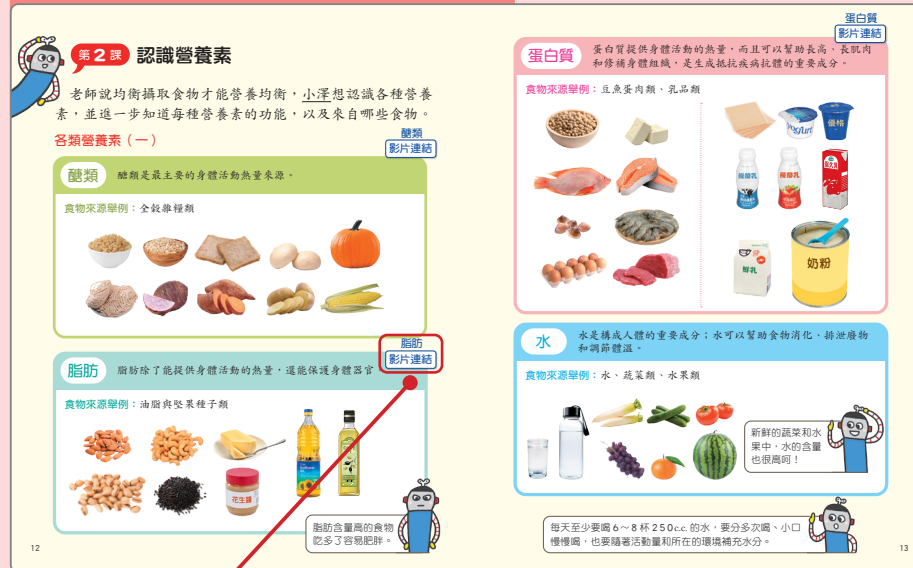 第2課 認識營養素
老師說均衡攝取食物才能營養均衡，小澤想認識各種營養
素，並進一步知道每種營養素的功能，以及來自哪些食物。
各類營養素（一）
醣類
影片連結
醣類 醣類是最主要的身體活動熱量來源。
食物來源舉例：全穀雜糧類
脂肪
影片連結
脂肪 脂肪除了能提供身體活動的熱量，還能保護身體器官
食物來源舉例：油脂與堅果種子類
花生醬
脂肪含量高的食物
吃多了容易肥胖。
12
蛋白質
影片連結
蛋白質 蛋白質提供身體活動的熱量，而且可以幫助長高、長肌肉
和修補身體組織，是生成抵抗疾病抗體的重要成分。
食物來源舉例：豆魚蛋肉類、乳品類
yogurt
優格
鮮乳
奶粉
水 水是構成人體的重要成分；水可以幫助食物消化、排泄廢物
和調節體溫。
食物來源舉例：水、蔬菜類、水果類
新鮮的蔬菜和水
果中，水的含量
也很高呵！
每天至少要喝6～8杯250c.c.的水，要分多次喝、小口
慢慢喝，也要隨著活動量和所在的環境補充水分。
13